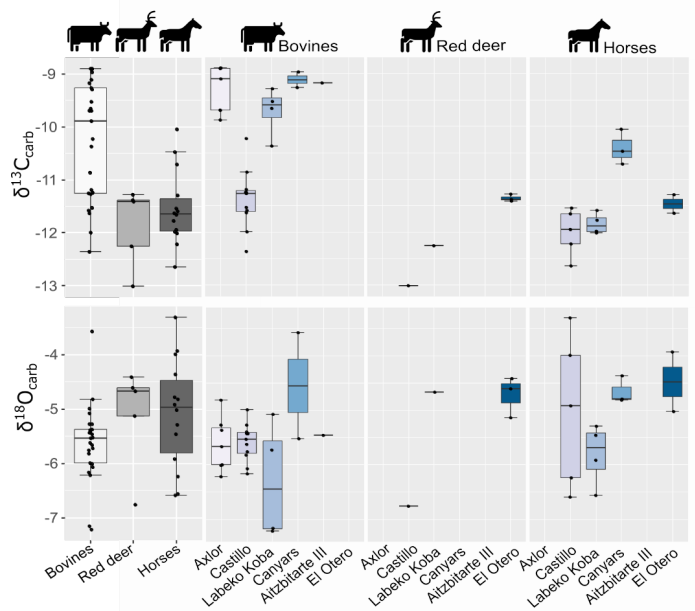 Bovines
Red deer
Horses
δ13Ccarb
-9
-10
-11
-12
-13
δ18Ocarb
-4
-5
-6
-7
Bovines
Red deer
Horses
Axlor
Castillo
Labeko Koba
Canyars
Aitzbitarte III
El Otero
Axlor
Castillo
Labeko Koba
Canyars
Aitzbitarte III
El Otero
Axlor
Castillo
Labeko Koba
Canyars
Aitzbitarte III
El Otero